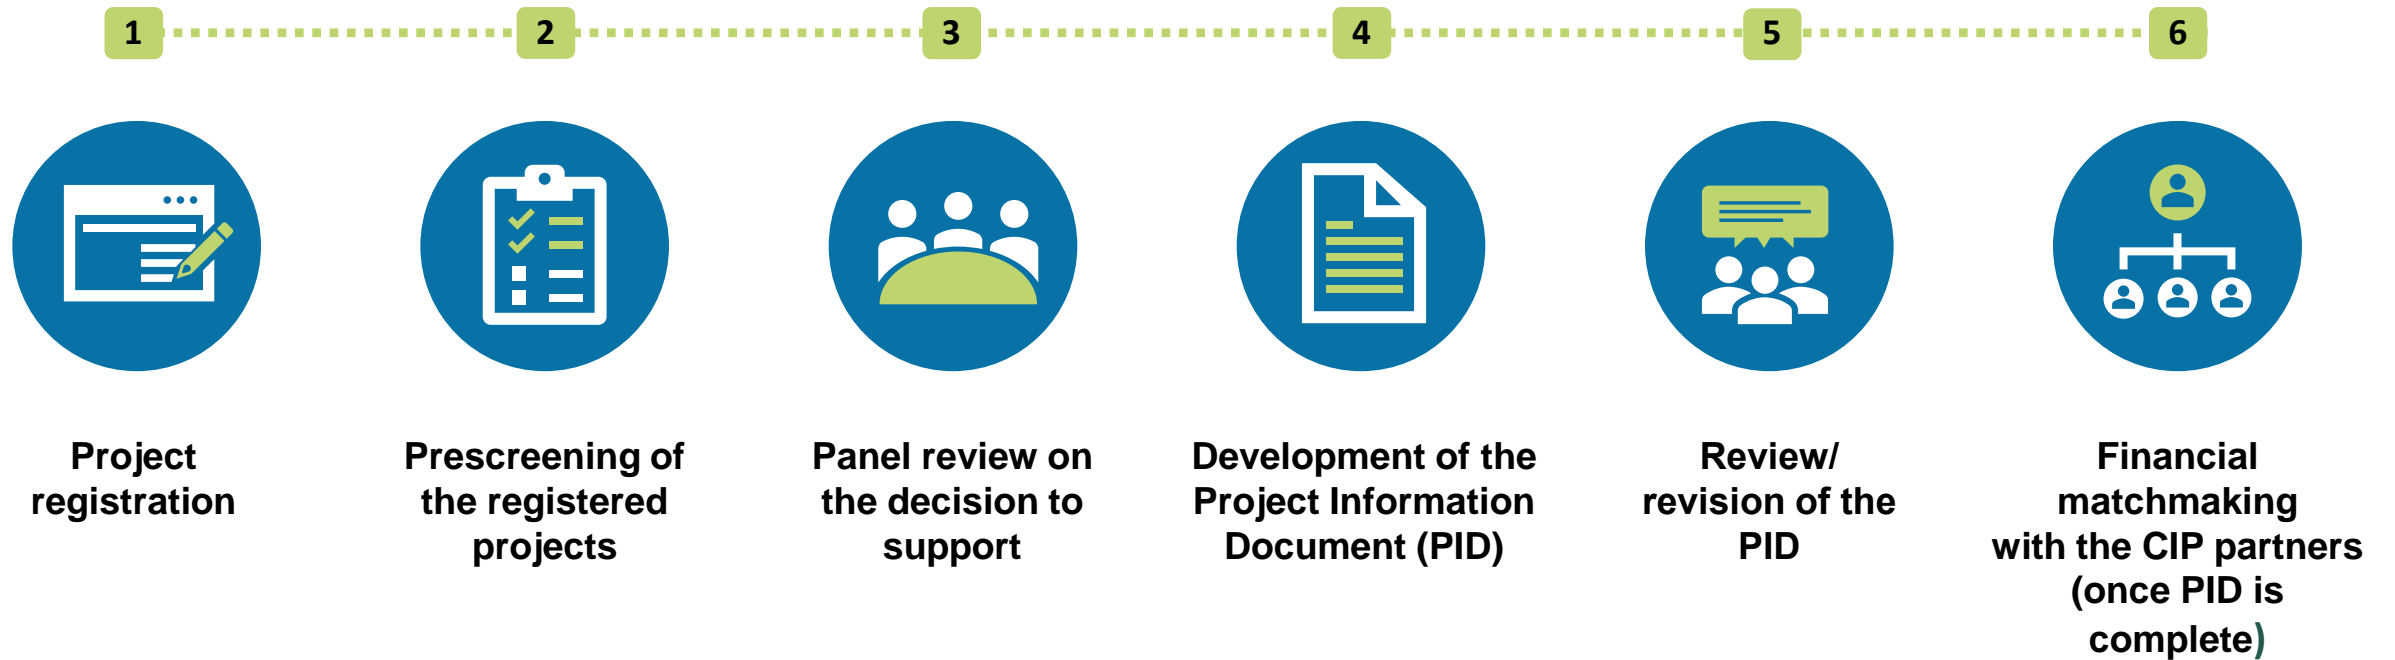 1
2
3
4
5
6
Project
registration
Prescreening of
the registered
projects
Panel review on
the decision to
support
Development of the
Project Information
Document (PID)
Review/
revision of the
PID
Financial
matchmaking
with the CIP partners
(once PID is
complete)